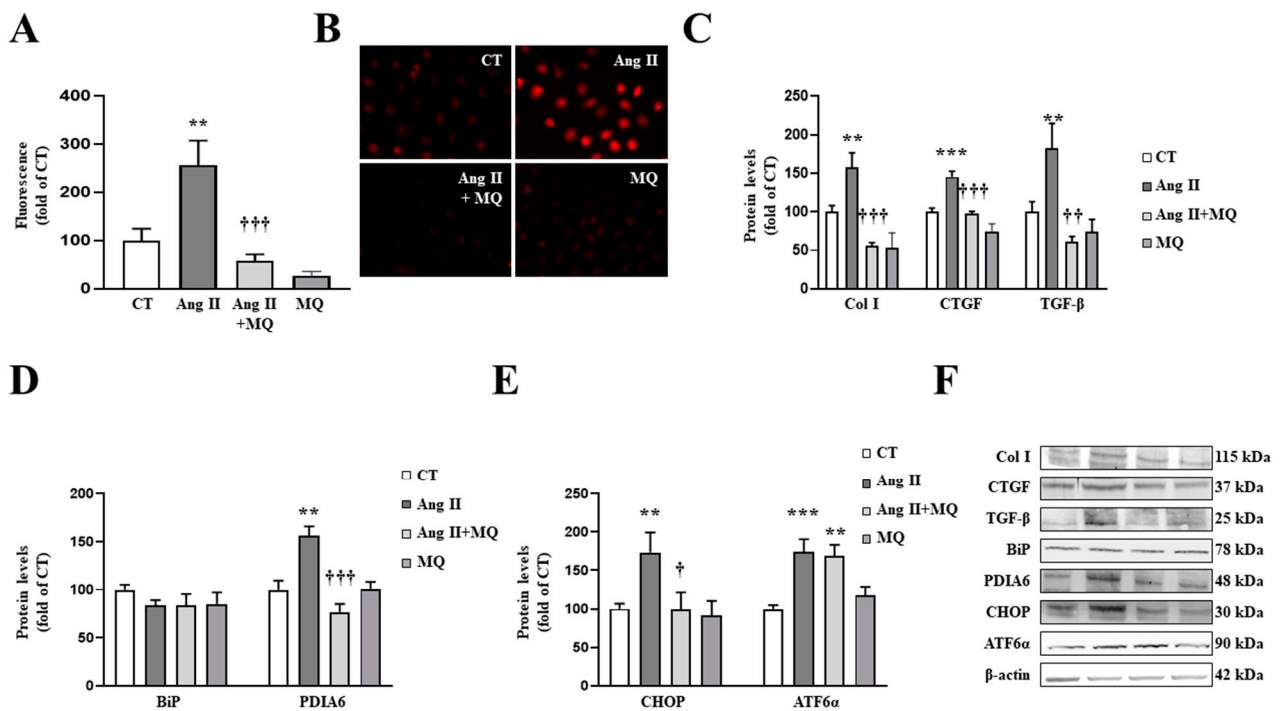 A
B
C
400
300
200
100
0
Fluorescence
(fold of CT)
**
†††
CT
Ang II
Ang II
+MQ
MQ
CT
Ang II
Ang II
+ MQ
MQ
250
200
150
100
50
0
Protein levels
(fold of CT)
**
†††
***
†††
**
††
Col I
CTGF
TGF-β
CT
Ang II
Ang II+MQ
MQ
D
E
F
200
150
100
50
0
Protein levels
(fold of CT)
**
†††
BiP
PDIA6
CT
Ang II
Ang II+MQ
MQ
250
200
150
100
50
0
Protein levels
(fold of CT)
**
†
***
**
CHOP
ATF6α
CT
Ang II
Ang II+MQ
MQ
Col I 115 kDa
CTGF 37 kDa
TGF-β 25 kDa
BiP 78 kDa
PDIA6 48 kDa
CHOP 30 kDa
ATF6α 90 kDa
β-actin 42 kDa